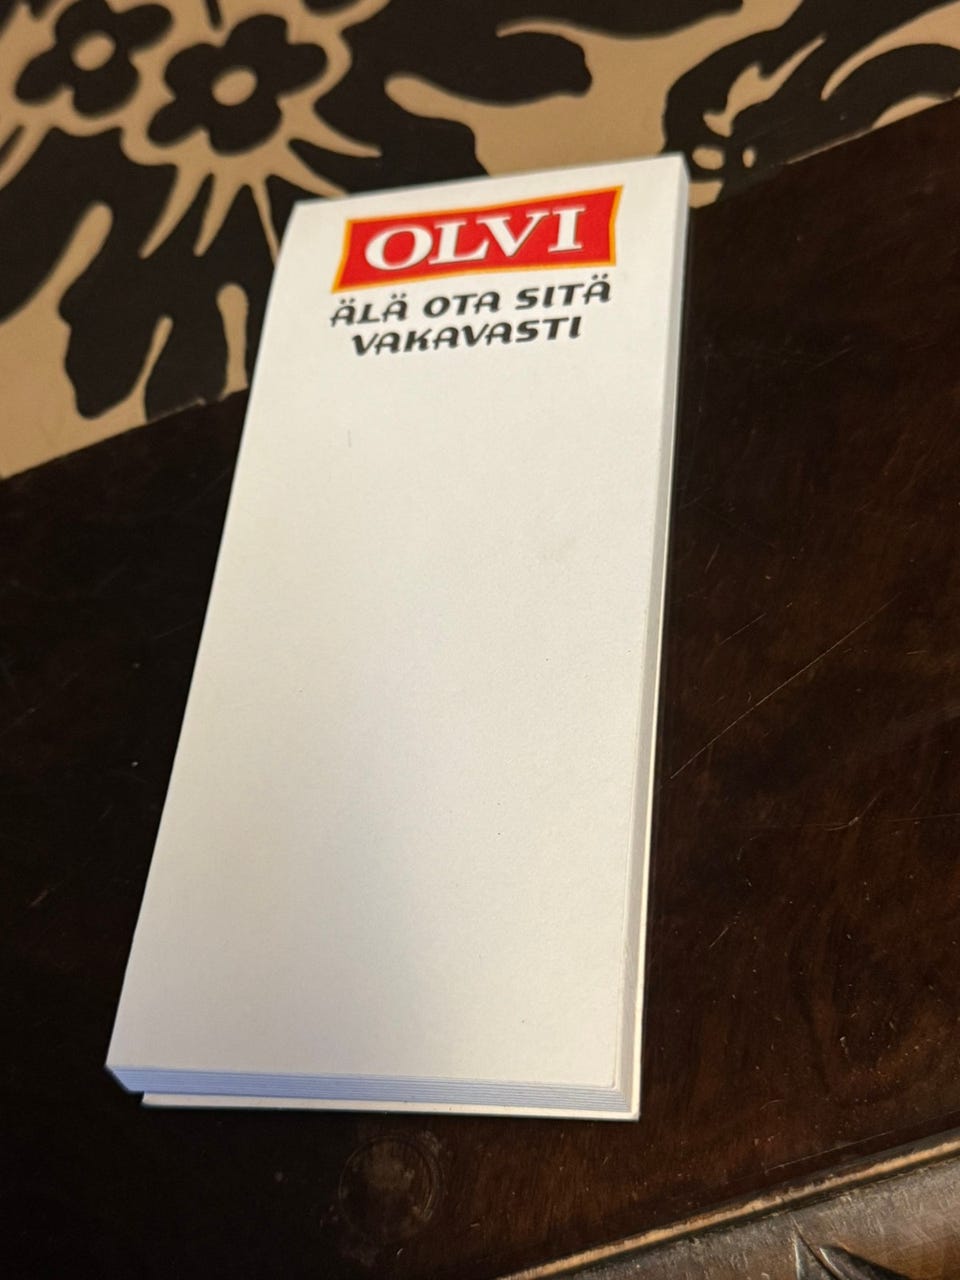 OLVI
ÄLÄ OTA SITÄ
VAKAVASTI